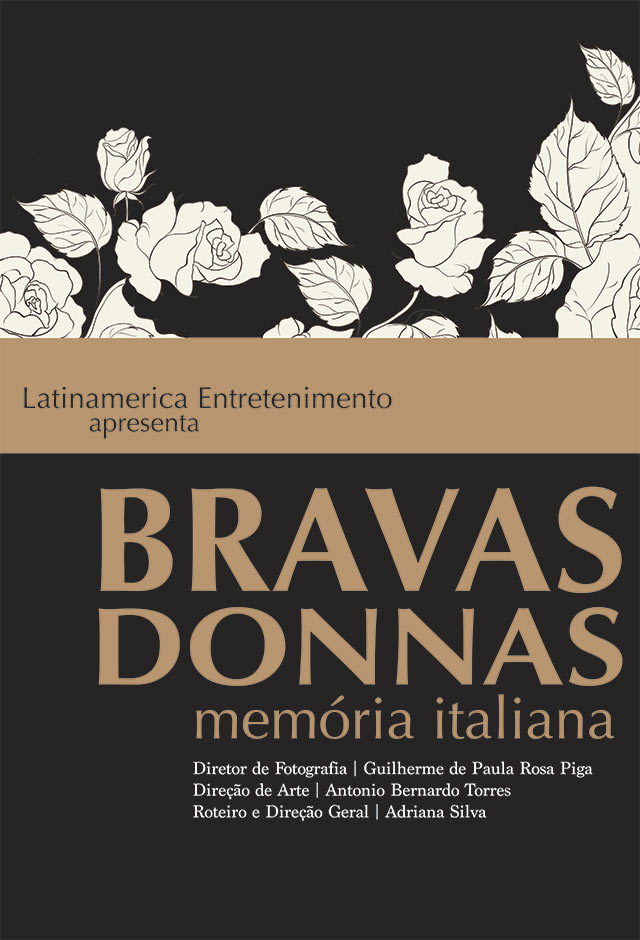 Latinamerica Entretenimento
apresenta
BRAVAS
DONNAS
memória italiana
Diretor de Fotografia | Guilherme de Paula Rosa Piga
Direção de Arte | Antonio Bernardo Torres
Roteiro e Direção Geral | Adriana Silva